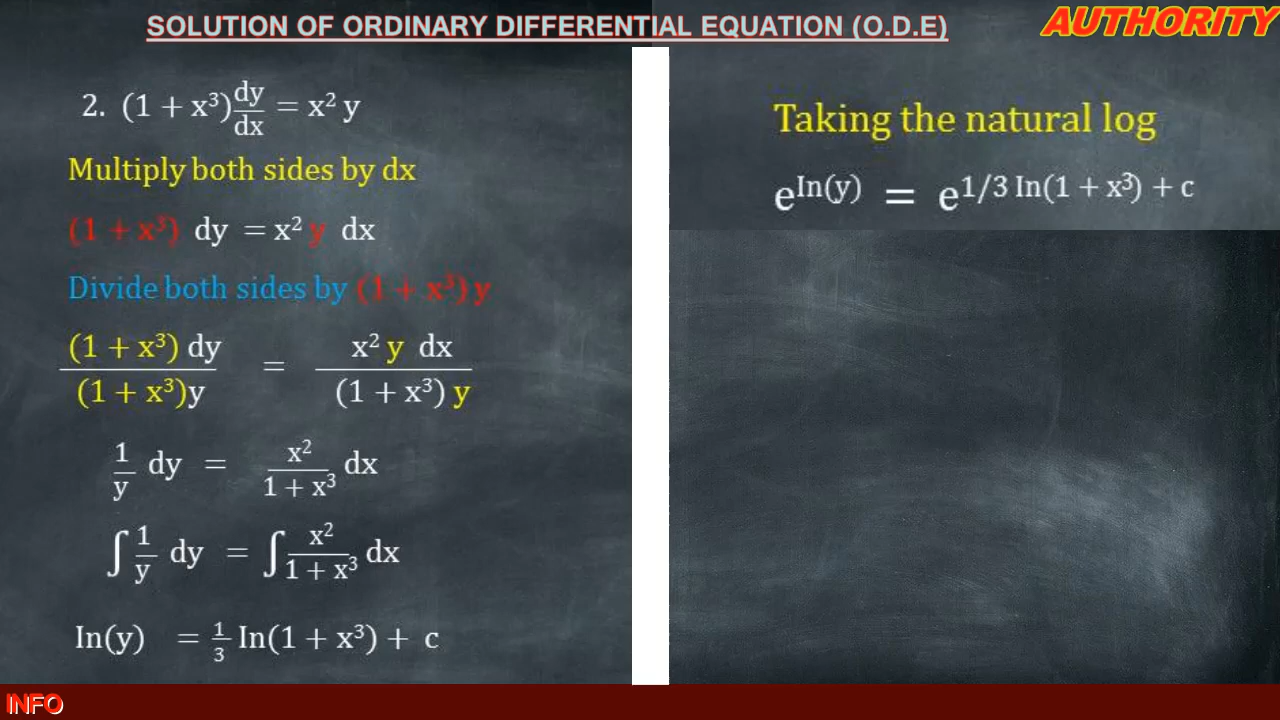 SOLUTION OF ORDINARY DIFFERENTIAL EQUATION (O.D.E)
AUTHORITY
2. (1 + x³) dy/dx = x² y
Multiply both sides by dx
(1 + x³) dy = x² y dx
Divide both sides by (1 + x³) y
(1 + x³) dy / (1 + x³)y = x² y dx / (1 + x³) y
1/y dy = x²/1 + x³ dx
∫ 1/y dy = ∫ x²/1 + x³ dx
In(y) = 1/3 In(1 + x³) + c
Taking the natural log
e^In(y) = e^1/3 In(1 + x³) + c
INFO